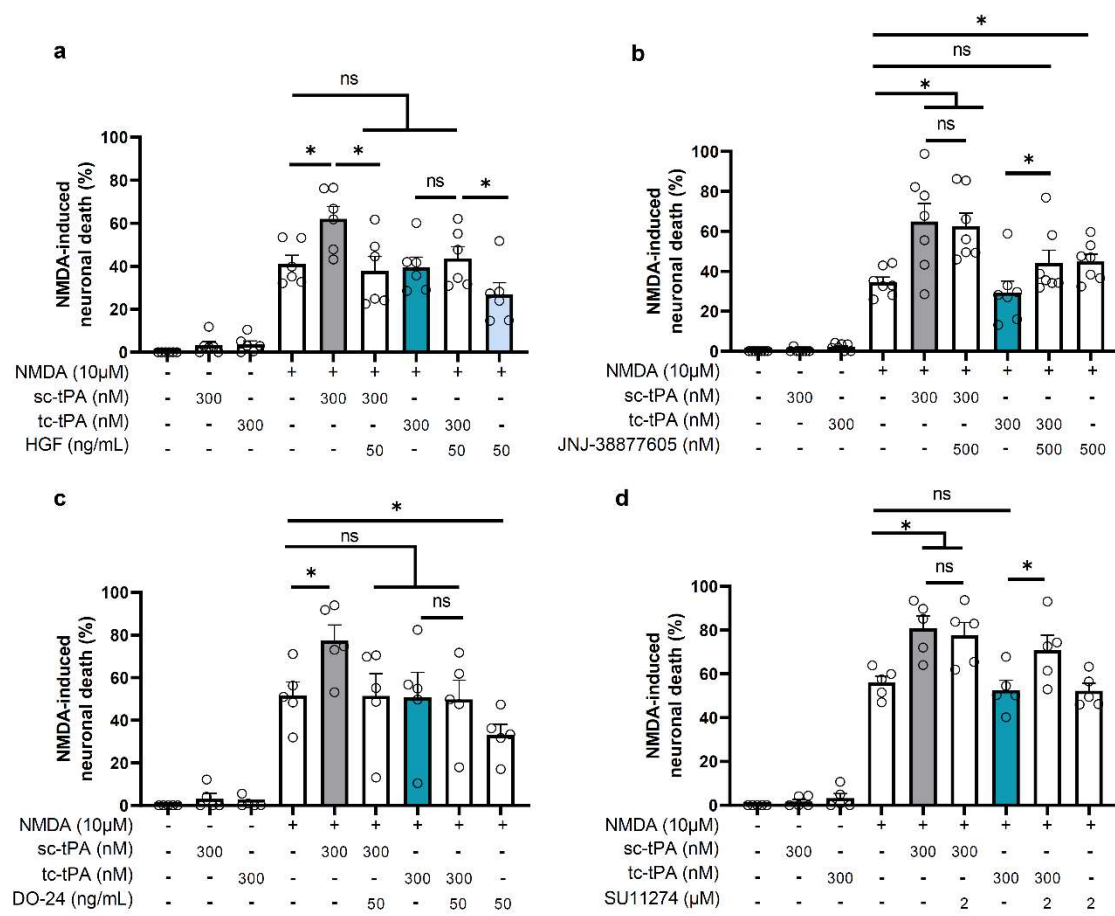 a
ns
* * ns *
100
80
60
40
20
0
NMDA-induced
neuronal death (%)
NMDA (10µM) - - - + + + + + +
sc-tPA (nM) - 300 - - 300 300 - - -
tc-tPA (nM) - - 300 - - - 300 300 -
HGF (ng/mL) - - - - - 50 - 50 50
b
*
ns
*
ns *
100
80
60
40
20
0
NMDA-induced
neuronal death (%)
NMDA (10µM) - - - + + + + + +
sc-tPA (nM) - 300 - - 300 300 - - -
tc-tPA (nM) - - 300 - - - 300 300 -
JNJ-38877605 (nM) - - - - - 500 - 500 500
c
*
ns
* ns
100
80
60
40
20
0
NMDA-induced
neuronal death (%)
NMDA (10µM) - - - + + + + + +
sc-tPA (nM) - 300 - - 300 300 - - -
tc-tPA (nM) - - 300 - - - 300 300 -
DO-24 (ng/mL) - - - - - 50 - 50 50
d
ns
*
ns *
100
80
60
40
20
0
NMDA-induced
neuronal death (%)
NMDA (10µM) - - - + + + + + +
sc-tPA (nM) - 300 - - 300 300 - - -
tc-tPA (nM) - - 300 - - - 300 300 -
SU11274 (µM) - - - - - 2 - 2 2